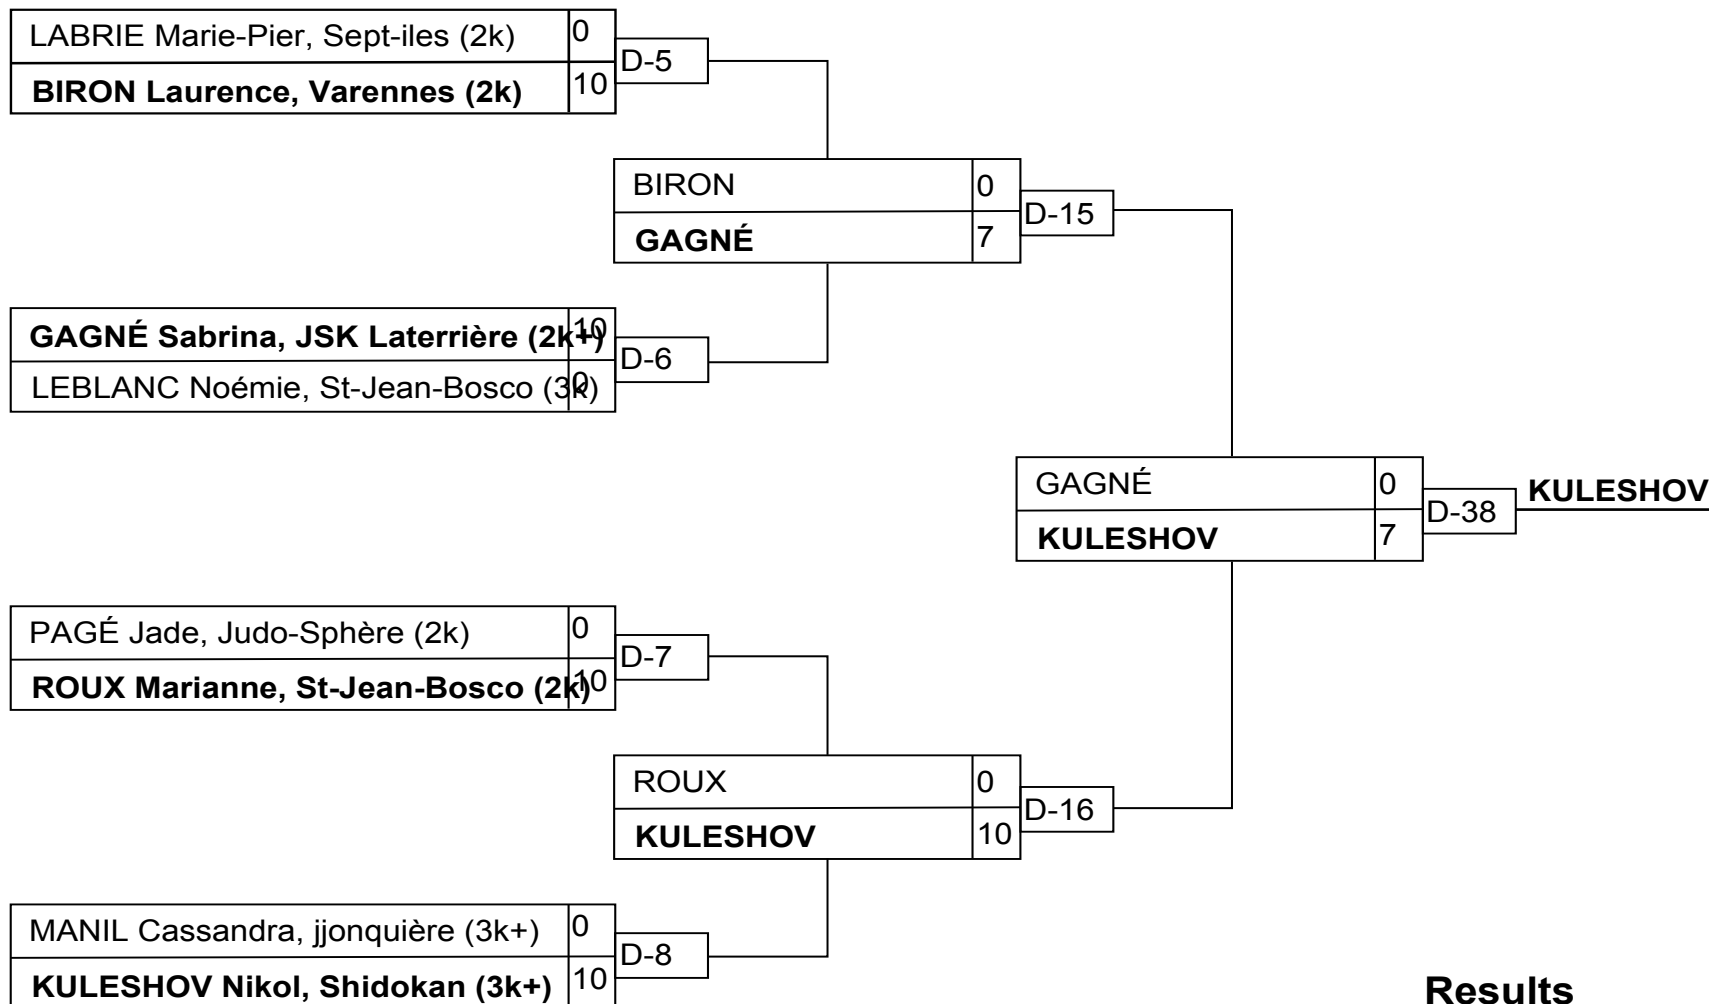 LABRIE Marie-Pier, Sept-iles (2k) 0
D-5
BIRON Laurence, Varennes (2k) 10
BIRON 0
D-15
GAGNÉ 7
GAGNÉ Sabrina, JSK Laterrière (2k+) 10
D-6
LEBLANC Noémie, St-Jean-Bosco (3k) 0
GAGNÉ 0
D-38
KULESHOV
KULESHOV 7
PAGÉ Jade, Judo-Sphère (2k) 0
D-7
ROUX Marianne, St-Jean-Bosco (2k) 10
ROUX 0
D-16
KULESHOV 10
MANIL Cassandra, jjonquière (3k+) 0
D-8
KULESHOV Nikol, Shidokan (3k+) 10
Results